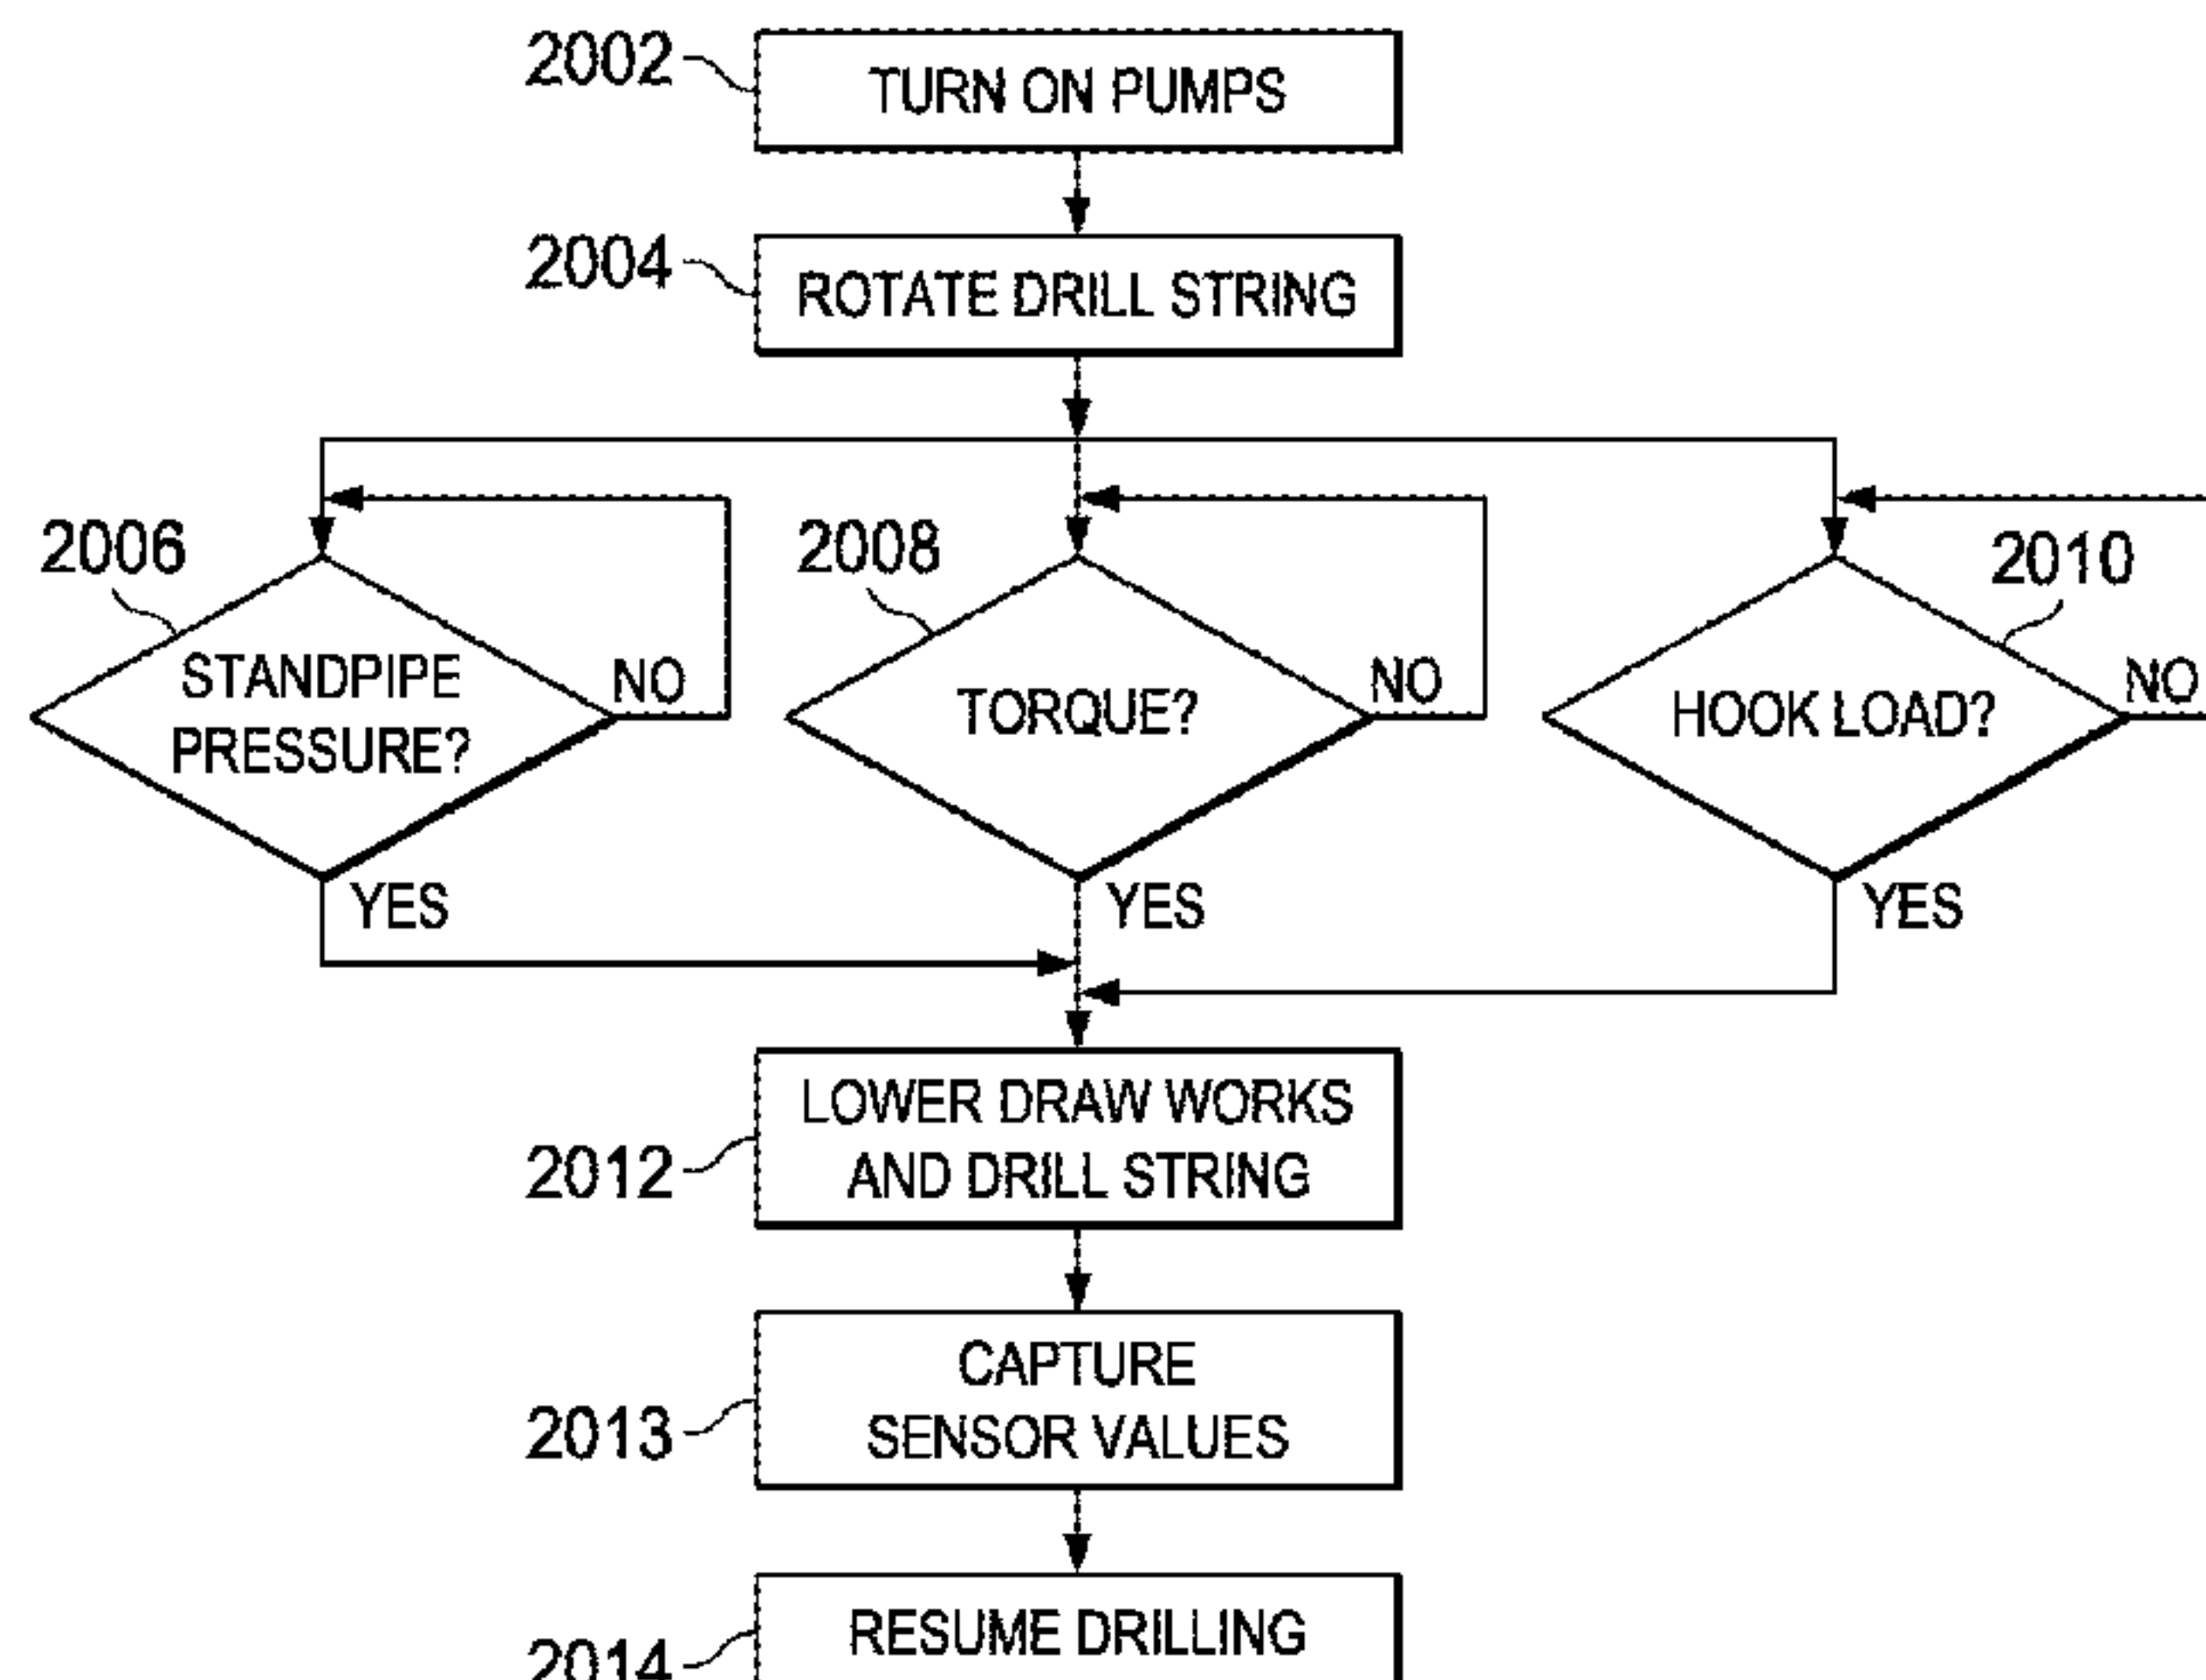 2002
TURN ON PUMPS
2004
ROTATE DRILL STRING
2006
STANDPIPE
PRESSURE?
NO
YES
2008
TORQUE?
NO
YES
2010
HOOK LOAD?
NO
YES
LOWER DRAW WORKS
AND DRILL STRING
2012
CAPTURE
SENSOR VALUES
2013
RESUME DRILLING
2014